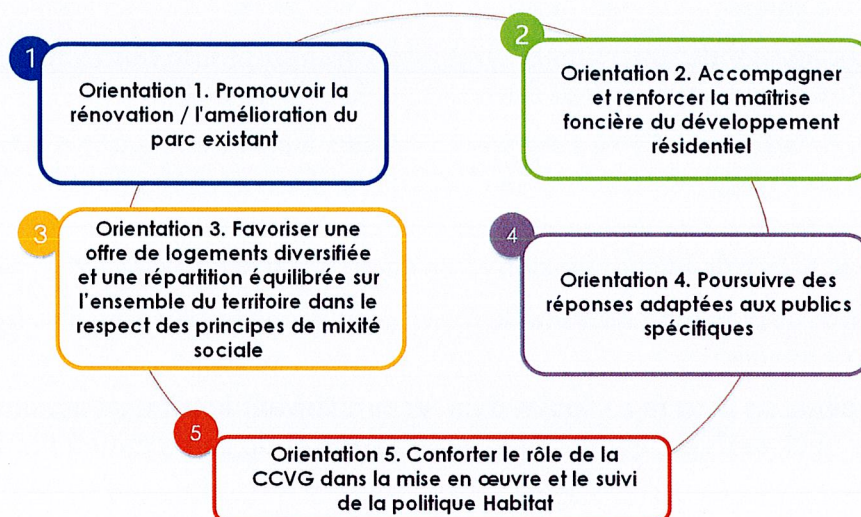 1
Orientation 1. Promouvoir la
rénovation / l'amélioration du
parc existant
2
Orientation 2. Accompagner
et renforcer la maîtrise
foncière du développement
résidentiel
3
Orientation 3. Favoriser une
offre de logements diversifiée
et une répartition équilibrée sur
l'ensemble du territoire dans le
respect des principes de mixité
sociale
4
Orientation 4. Poursuivre des
réponses adaptées aux publics
spécifiques
5
Orientation 5. Conforter le rôle de la
CCVG dans la mise en œuvre et le suivi
de la politique Habitat